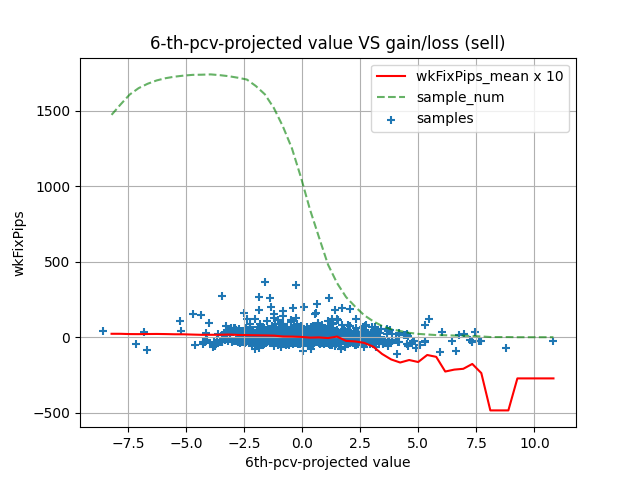 6-th-pcv-projected value VS gain/loss (sell)
wkFixPips_mean x 10
sample_num
samples
wkFixPips
1500
1000
500
0
−500
−7.5
−5.0
−2.5
0.0
2.5
5.0
7.5
10.0
6th-pcv-projected value